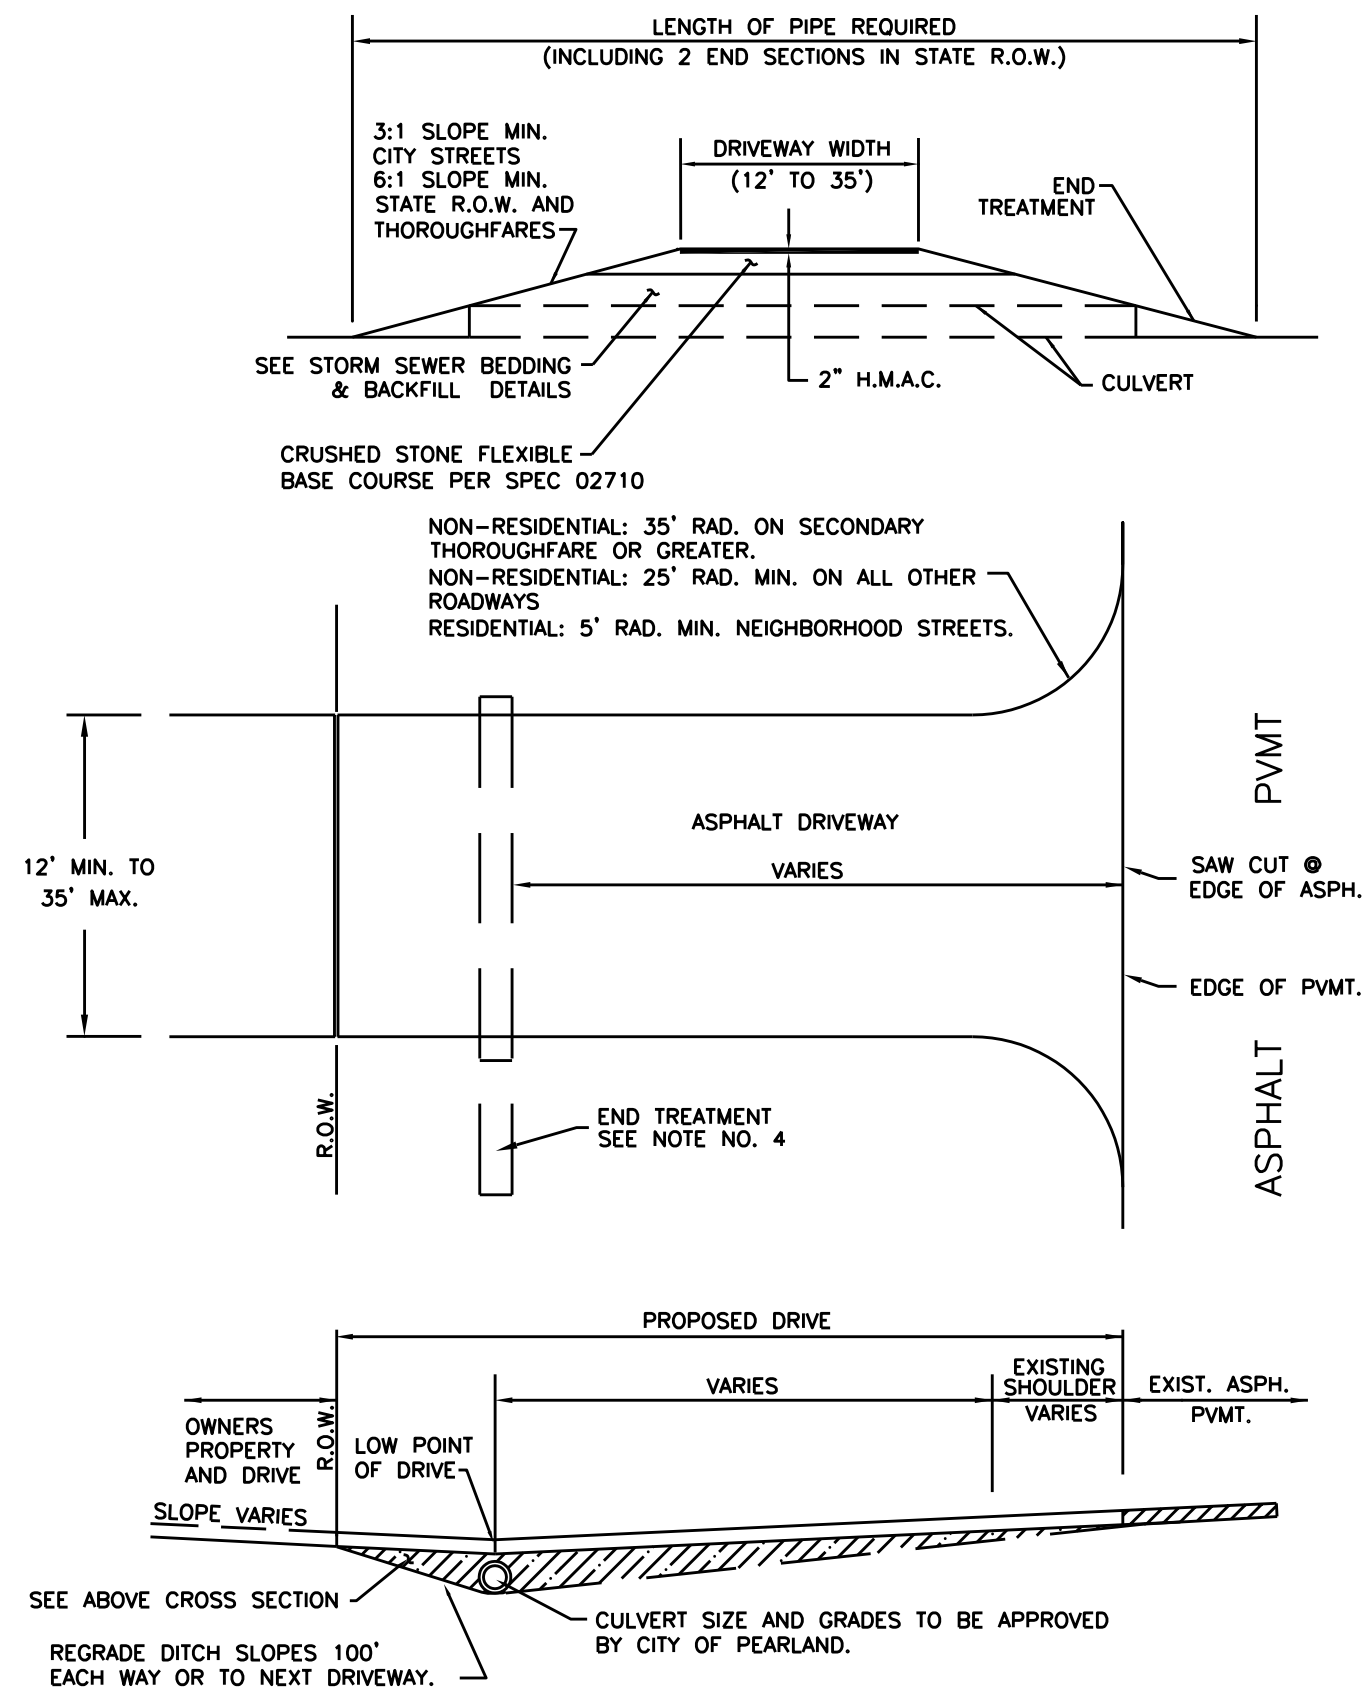 LENGTH OF PIPE REQUIRED
(INCLUDING 2 END SECTIONS IN STATE R.O.W.)
3:1 SLOPE MIN.
CITY STREETS
6:1 SLOPE MIN.
STATE R.O.W. AND
THOROUGHFARES
DRIVEWAY WIDTH
(12' TO 35')
END
TREATMENT
SEE STORM SEWER BEDDING
& BACKFILL DETAILS
2" H.M.A.C.
CULVERT
CRUSHED STONE FLEXIBLE
BASE COURSE PER SPEC 02710
NON-RESIDENTIAL: 35' RAD. ON SECONDARY
THOROUGHFARE OR GREATER.
NON-RESIDENTIAL: 25' RAD. MIN. ON ALL OTHER
ROADWAYS
RESIDENTIAL: 5' RAD. MIN. NEIGHBORHOOD STREETS.
12' MIN. TO
35' MAX.
ASPHALT DRIVEWAY
VARIES
SAW CUT @
EDGE OF ASPH.
EDGE OF PVMT.
ASPHALT PVMT
R.O.W.
END TREATMENT
SEE NOTE NO. 4
PROPOSED DRIVE
VARIES
EXISTING
SHOULDER
VARIES
EXIST. ASPH.
PVMT.
OWNERS
PROPERTY
AND DRIVE
R.O.W.
LOW POINT
OF DRIVE
SLOPE VARIES
SEE ABOVE CROSS SECTION
CULVERT SIZE AND GRADES TO BE APPROVED
BY CITY OF PEARLAND.
REGRADE DITCH SLOPES 100'
EACH WAY OR TO NEXT DRIVEWAY.